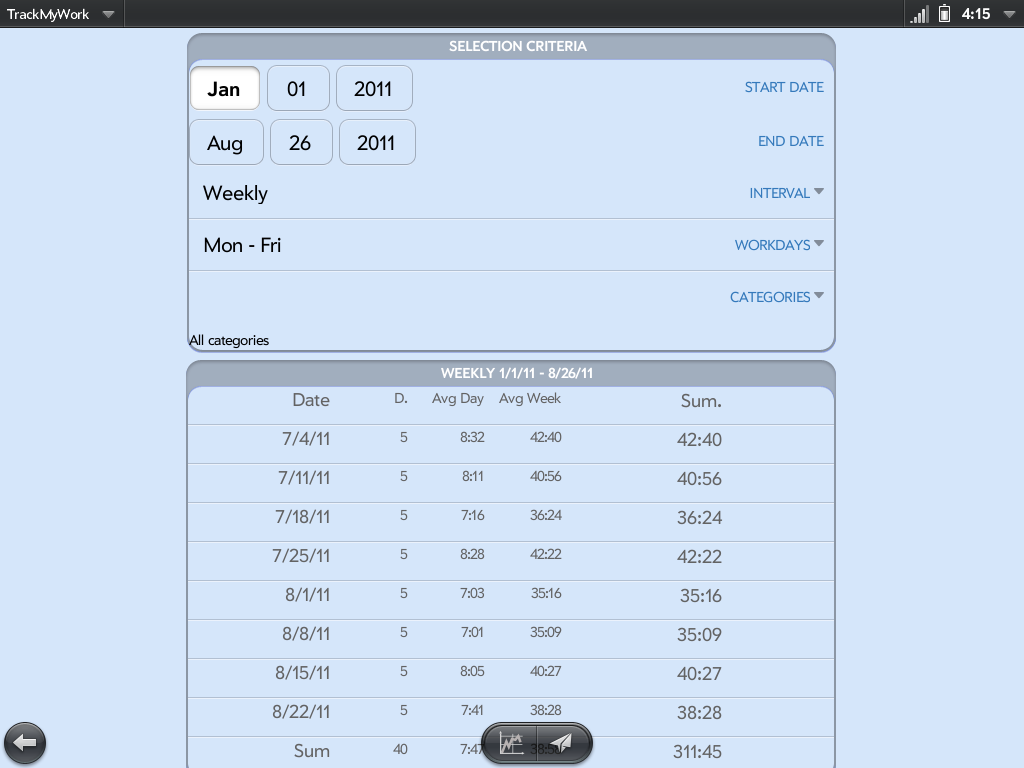 TrackMyWork 4:15
SELECTION CRITERIA
Jan 01 2011 START DATE
Aug 26 2011 END DATE
Weekly INTERVAL
Mon - Fri WORKDAYS
CATEGORIES
All categories
WEEKLY 1/1/11 - 8/26/11
Date D. Avg Day Avg Week Sum.
7/4/11 5 8:32 42:40 42:40
7/11/11 5 8:11 40:56 40:56
7/18/11 5 7:16 36:24 36:24
7/25/11 5 8:28 42:22 42:22
8/1/11 5 7:03 35:16 35:16
8/8/11 5 7:01 35:09 35:09
8/15/11 5 8:05 40:27 40:27
8/22/11 5 7:41 38:28 38:28
Sum 40 7:47 311:45